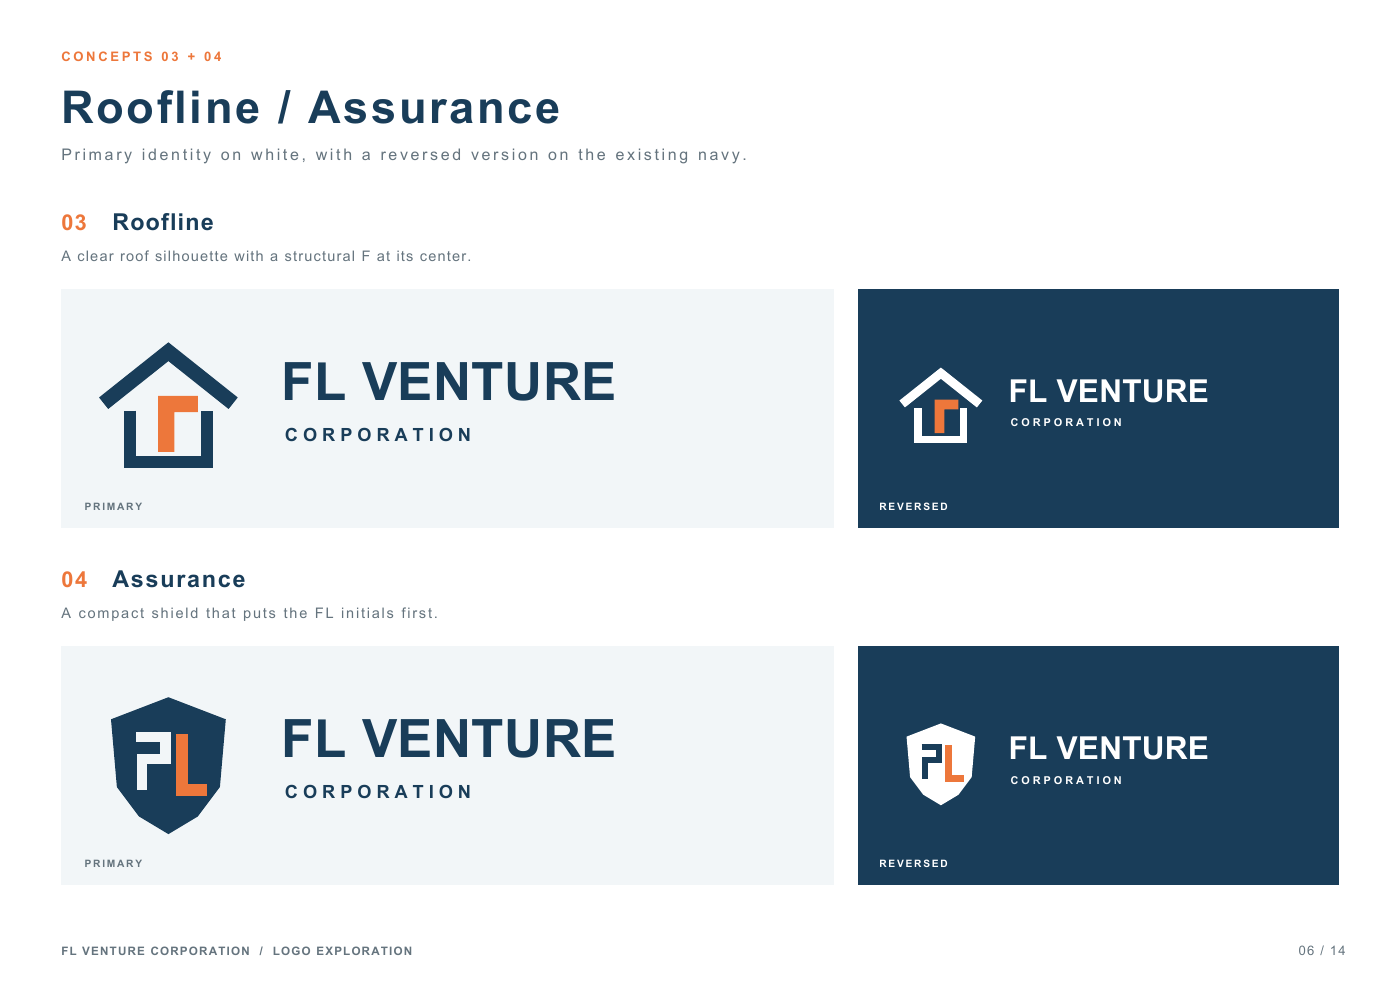 CONCEPTS 03 + 04
Roofline / Assurance
Primary identity on white, with a reversed version on the existing navy.
03 Roofline
A clear roof silhouette with a structural F at its center.
FL VENTURE
CORPORATION
PRIMARY
FL VENTURE
CORPORATION
REVERSED
04 Assurance
A compact shield that puts the FL initials first.
PL
FL VENTURE
CORPORATION
PRIMARY
PL
FL VENTURE
CORPORATION
REVERSED
FL VENTURE CORPORATION / LOGO EXPLORATION
06 / 14